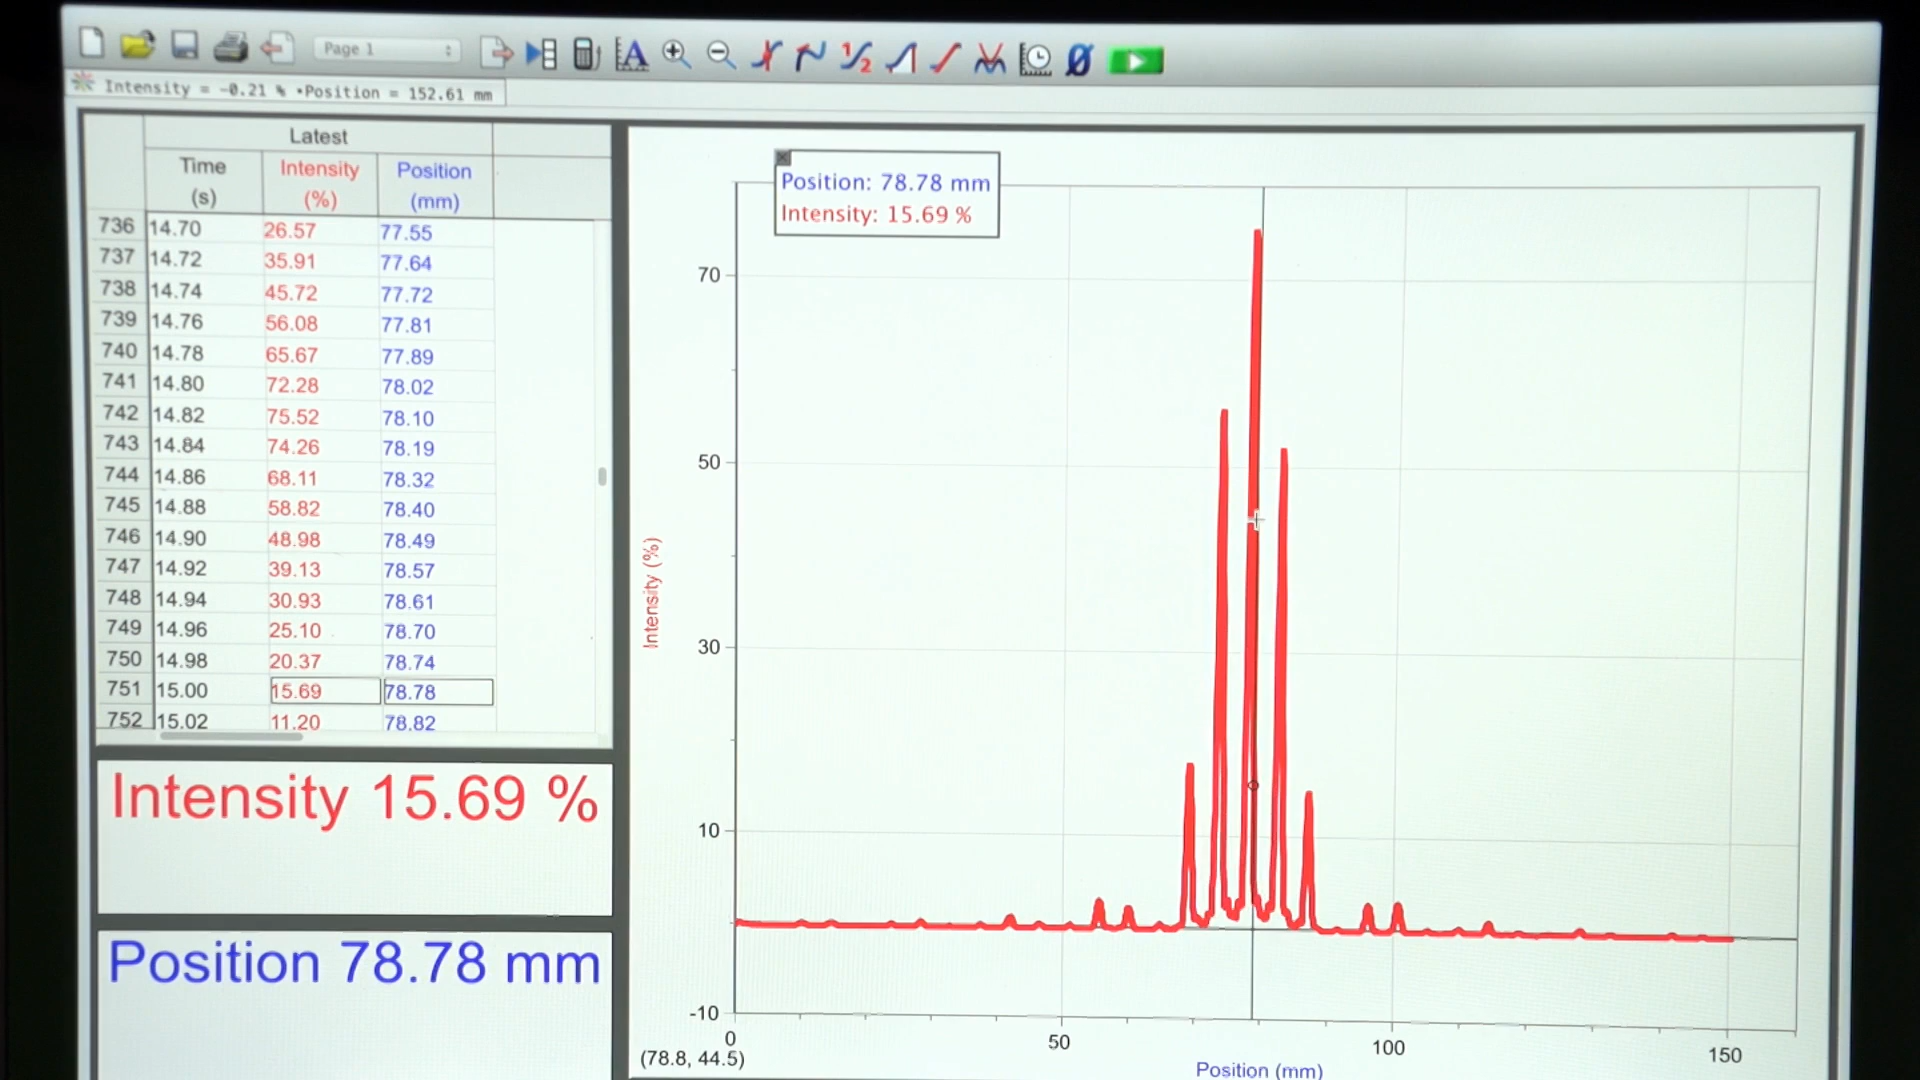 Page 1
A
1/2
Intensity = -0.21 % •Position = 152.61 mm
Latest
Time Intensity Position
(s) (%) (mm)
736 14.70 26.57 77.55
737 14.72 35.91 77.64
738 14.74 45.72 77.72
739 14.76 56.08 77.81
740 14.78 65.67 77.89
741 14.80 72.28 78.02
742 14.82 75.52 78.10
743 14.84 74.26 78.19
744 14.86 68.11 78.32
745 14.88 58.82 78.40
746 14.90 48.98 78.49
747 14.92 39.13 78.57
748 14.94 30.93 78.61
749 14.96 25.10 78.70
750 14.98 20.37 78.74
751 15.00 15.69 78.78
752 15.02 11.20 78.82
Intensity 15.69 %
Position 78.78 mm
Position: 78.78 mm
Intensity: 15.69 %
70
50
30
10
-10
Intensity (%)
0 50 100 150
(78.8, 44.5)
Position (mm)